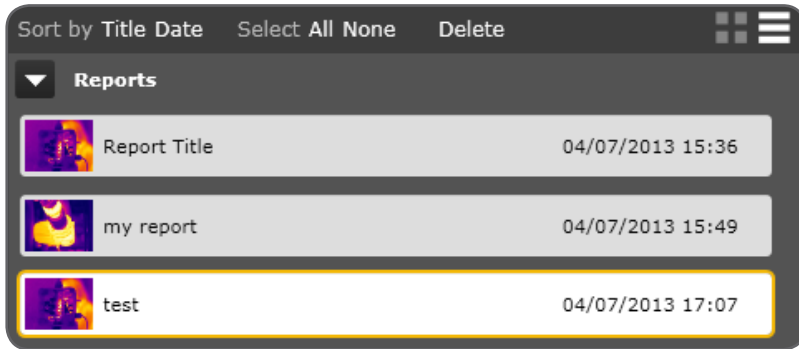 Sort by Title Date Select All None Delete
Reports
Report Title 04/07/2013 15:36
my report 04/07/2013 15:49
test 04/07/2013 17:07